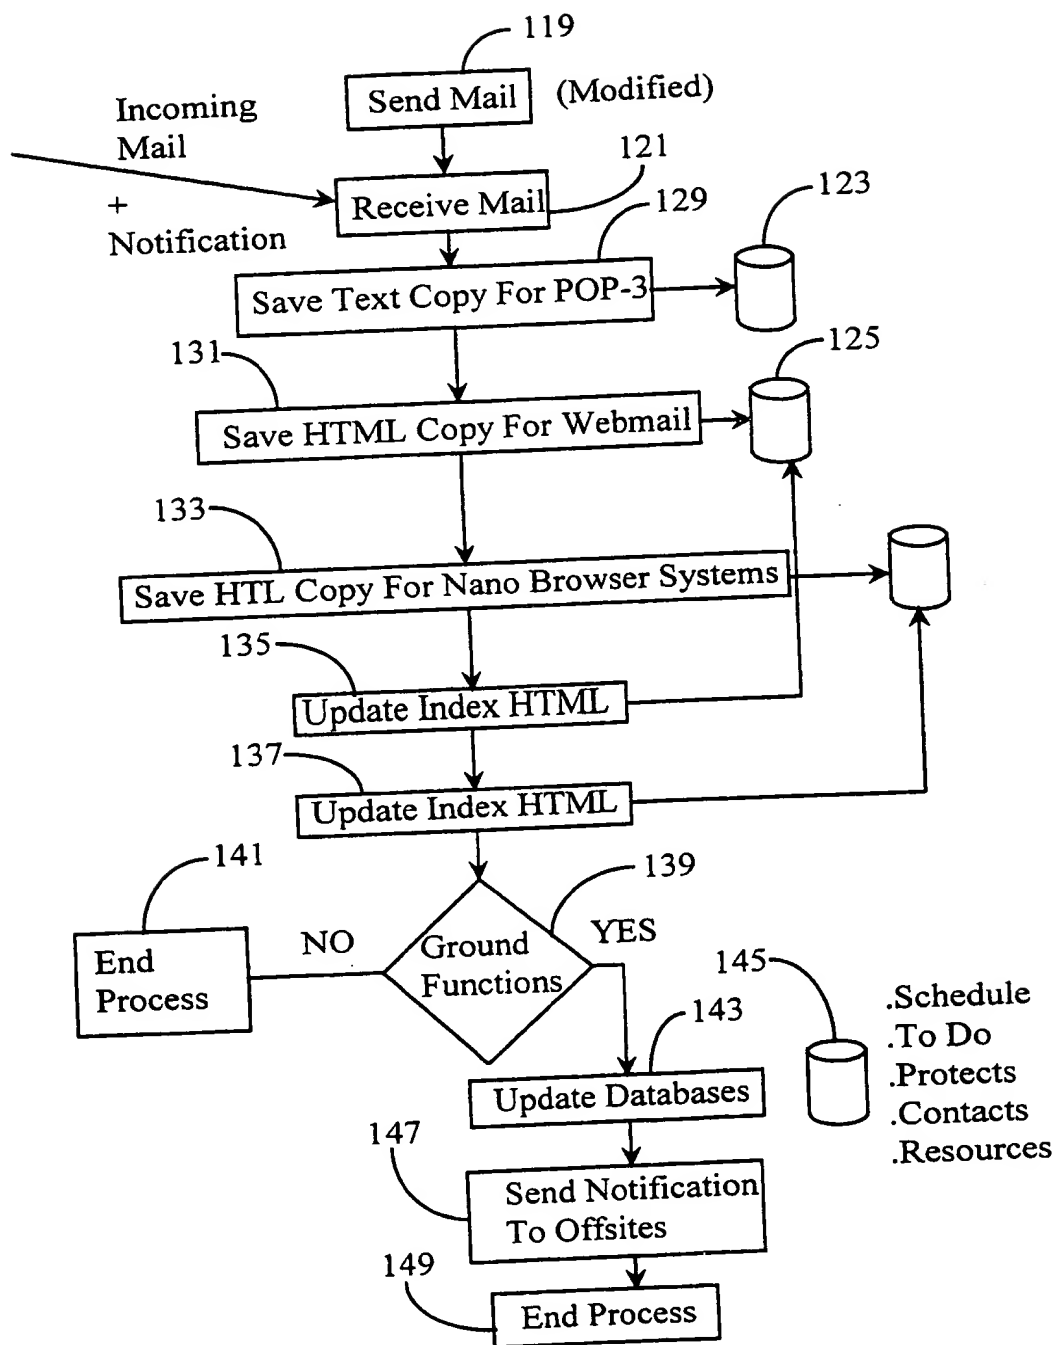 119
Send Mail (Modified)
Incoming
Mail
+
Notification
121
Receive Mail
129
123
Save Text Copy For POP-3
131
125
Save HTML Copy For Webmail
133
Save HTL Copy For Nano Browser Systems
135
Update Index HTML
137
Update Index HTML
141
139
NO
YES
Ground
Functions
End
Process
145
.Schedule
.To Do
.Protects
.Contacts
.Resources
143
Update Databases
147
Send Notification
To Offsites
149
End Process